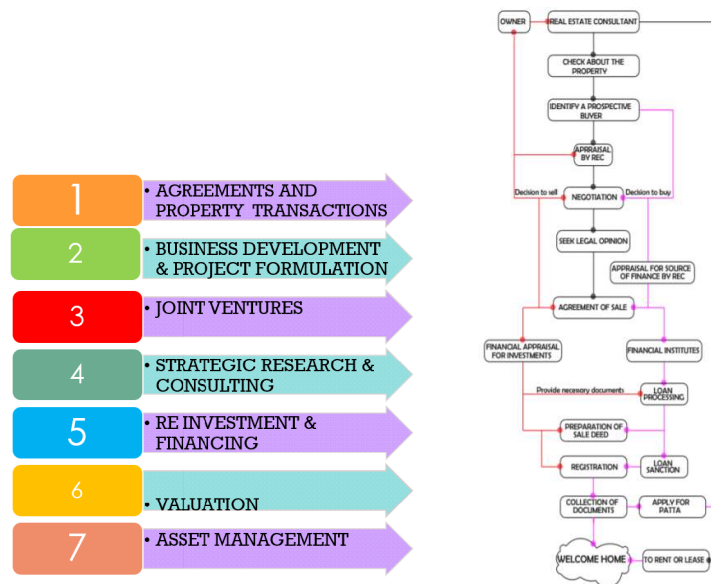 1
• AGREEMENTS AND
PROPERTY TRANSACTIONS
2
• BUSINESS DEVELOPMENT
& PROJECT FORMULATION
3
• JOINT VENTURES
4
• STRATEGIC RESEARCH &
CONSULTING
5
• RE INVESTMENT &
FINANCING
6
• VALUATION
7
• ASSET MANAGEMENT
OWNER
REAL ESTATE CONSULTANT
CHECK ABOUT THE
PROPERTY
IDENTIFY A PROSPECTIVE
BUYER
APRRAISAL
BY REC
Decision to sell
NEGOTIATION
Decision to buy
SEEK LEGAL OPINION
APPRAISAL FOR SOURCE
OF FINANCE BY REC
AGREEMENT OF SALE
FINANCIAL APPRAISAL
FOR INVESTMENTS
FINANCIAL INSTITUTES
Provide necesary documents
LOAN
PROCESSING
PREPARATION OF
SALE DEED
REGISTRATION
LOAN
SANCTION
COLLECTION OF
DOCUMENTS
APPLY FOR
PATTA
WELCOME HOME
TO RENT OR LEASE